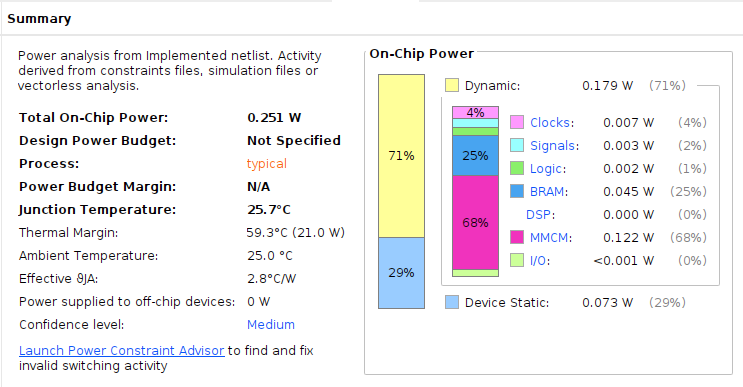 Summary
Power analysis from Implemented netlist. Activity
derived from constraints files, simulation files or
vectorless analysis.
Total On-Chip Power: 0.251 W
Design Power Budget: Not Specified
Process: typical
Power Budget Margin: N/A
Junction Temperature: 25.7°C
Thermal Margin: 59.3°C (21.0 W)
Ambient Temperature: 25.0 °C
Effective ϑJA: 2.8°C/W
Power supplied to off-chip devices: 0 W
Confidence level: Medium
Launch Power Constraint Advisor to find and fix
invalid switching activity
On-Chip Power
71%
29%
Dynamic: 0.179 W (71%)
4%
25%
68%
Clocks: 0.007 W (4%)
Signals: 0.003 W (2%)
Logic: 0.002 W (1%)
BRAM: 0.045 W (25%)
DSP: 0.000 W (0%)
MMCM: 0.122 W (68%)
I/O: <0.001 W (0%)
Device Static: 0.073 W (29%)